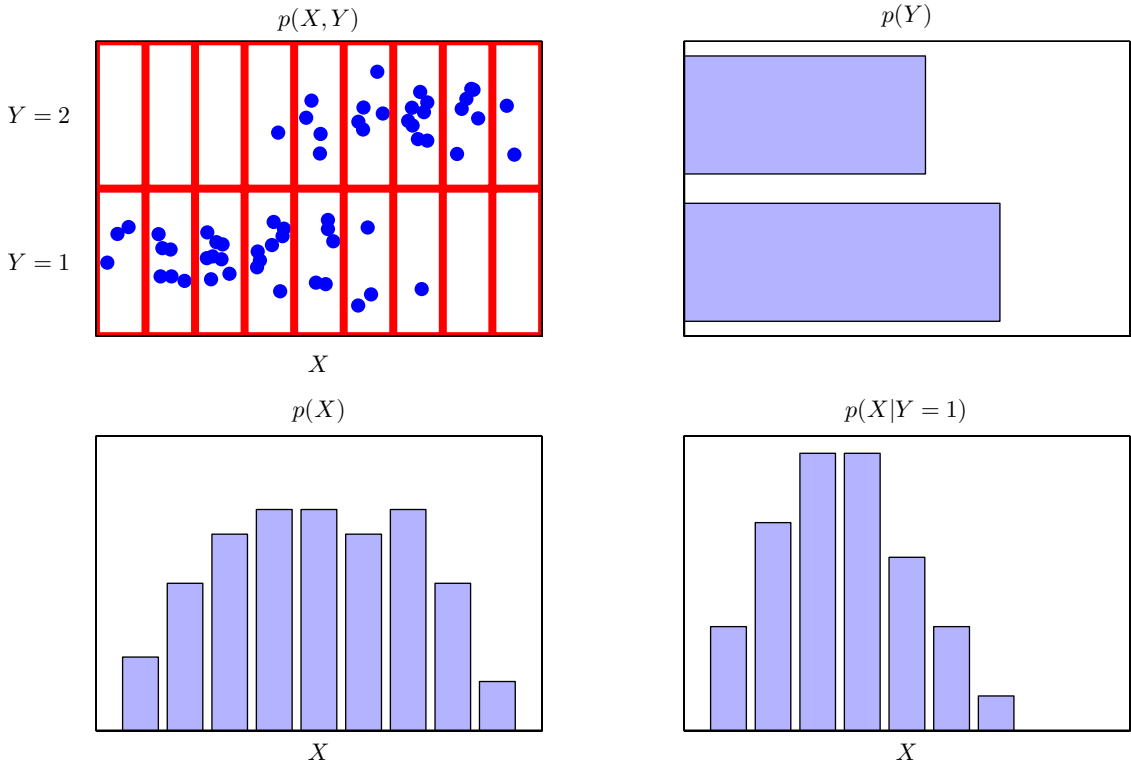 p(X, Y)
Y = 2
Y = 1
X
p(Y)
p(X)
X
p(X|Y = 1)
X